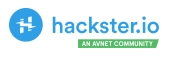 hackster.io
AN AVNET COMMUNITY